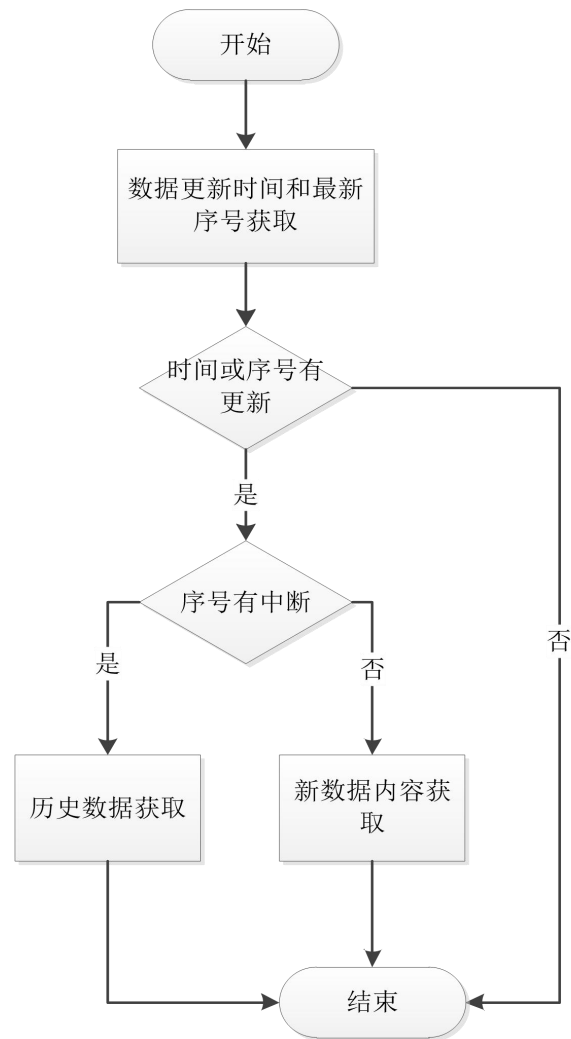 开始
数据更新时间和最新
序号获取
时间或序号有
更新
是
序号有中断
否
是
否
历史数据获取
新数据内容获
取
结束